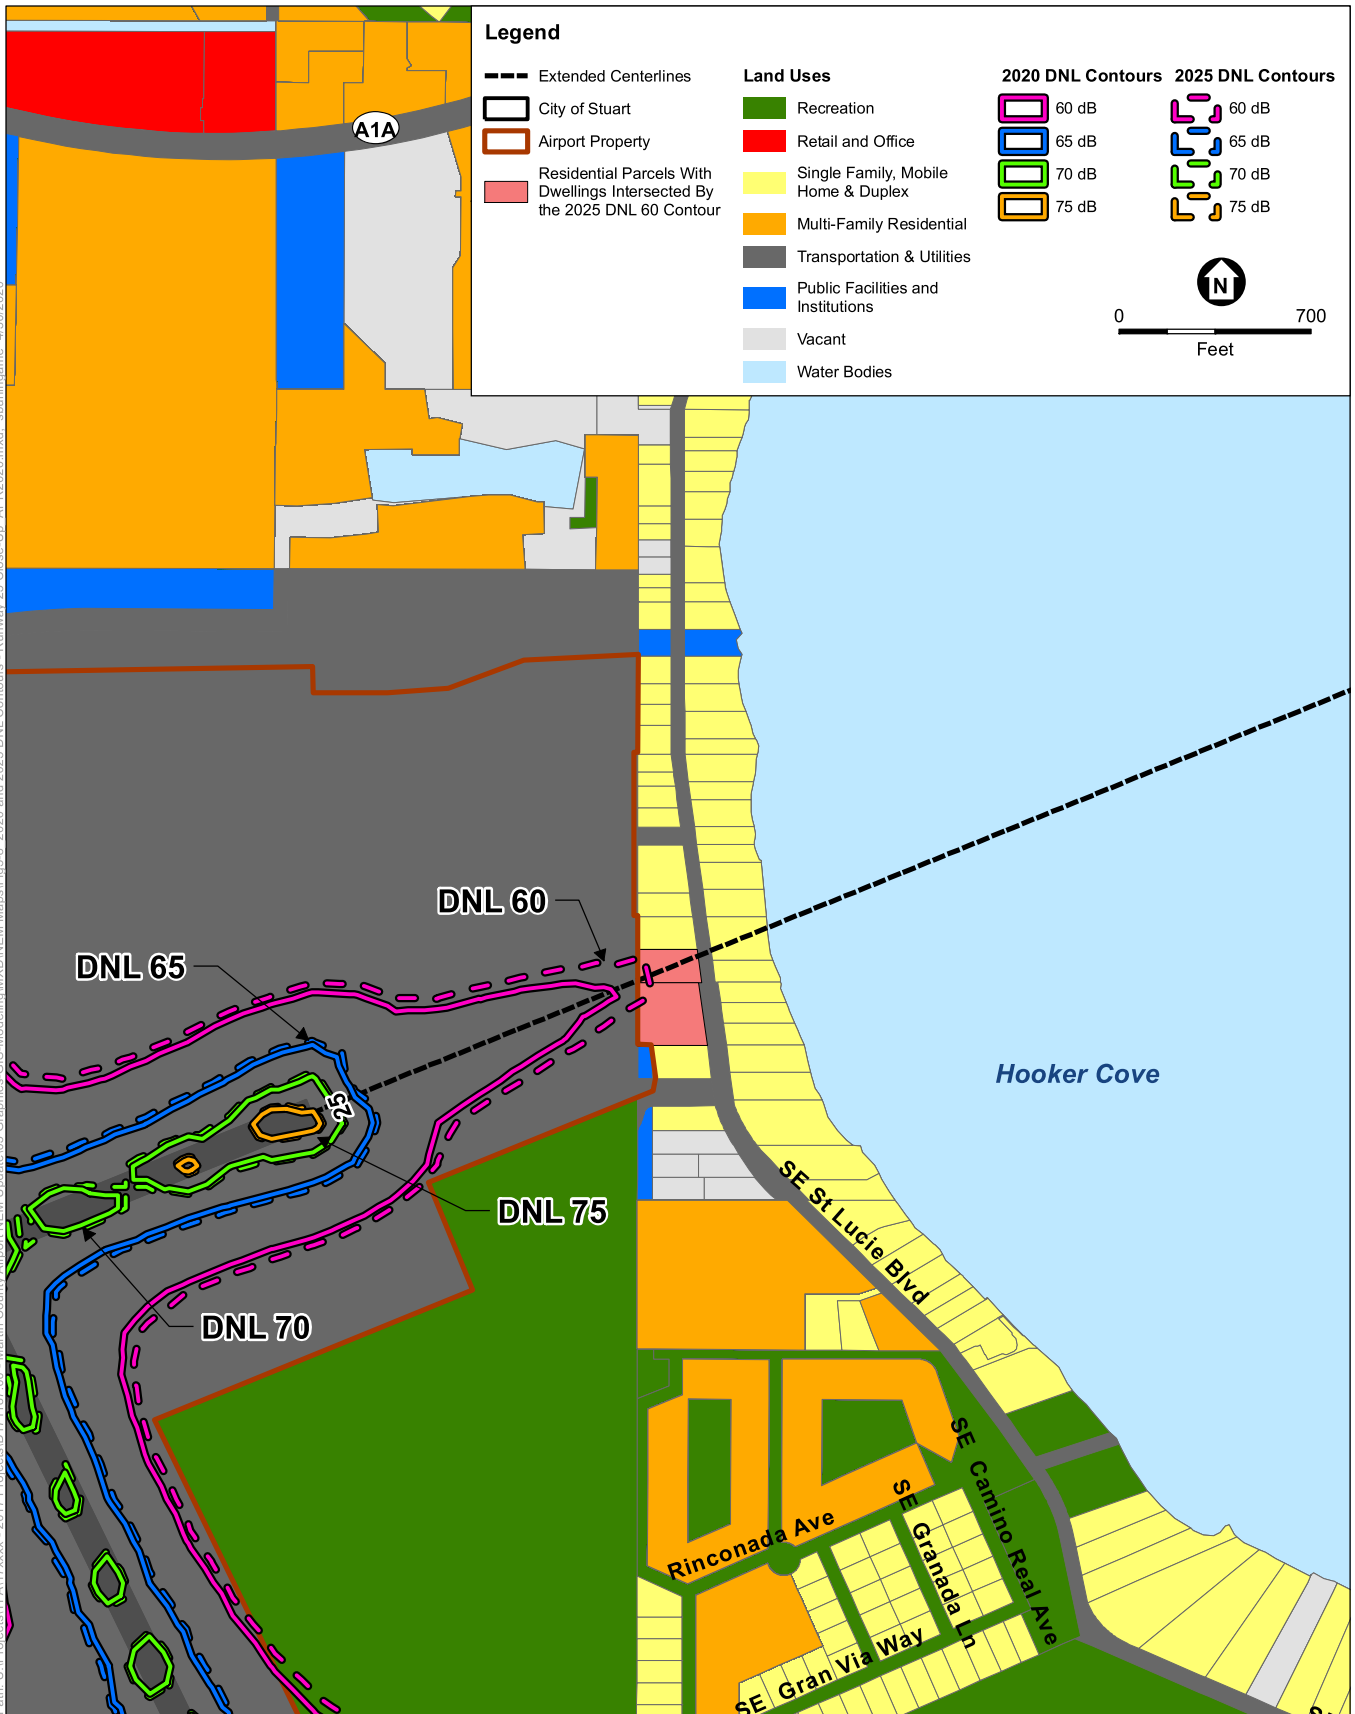 Legend
Extended Centerlines
City of Stuart
Airport Property
Residential Parcels With
Dwellings Intersected By
the 2025 DNL 60 Contour
Land Uses
Recreation
Retail and Office
Single Family, Mobile
Home & Duplex
Multi-Family Residential
Transportation & Utilities
Public Facilities and
Institutions
Vacant
Water Bodies
2020 DNL Contours
60 dB
65 dB
70 dB
75 dB
2025 DNL Contours
60 dB
65 dB
70 dB
75 dB
N
0 700
Feet
A1A
DNL 60
DNL 65
25
DNL 75
DNL 70
Hooker Cove
SE St Lucie Blvd
SE Camino Real Ave
SE Granada Ln
Rinconada Ave
SE Gran Via Way